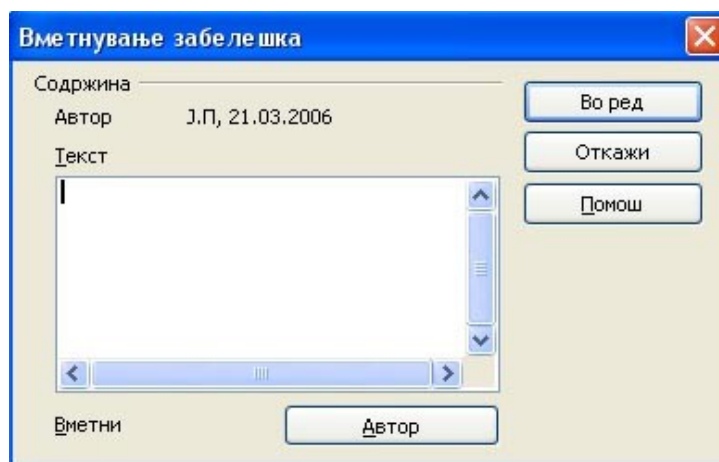 Вметнување забелешка
Содржина
Автор Ј.П, 21.03.2006
Текст
Во ред
Откажи
Помош
Вметни Автор